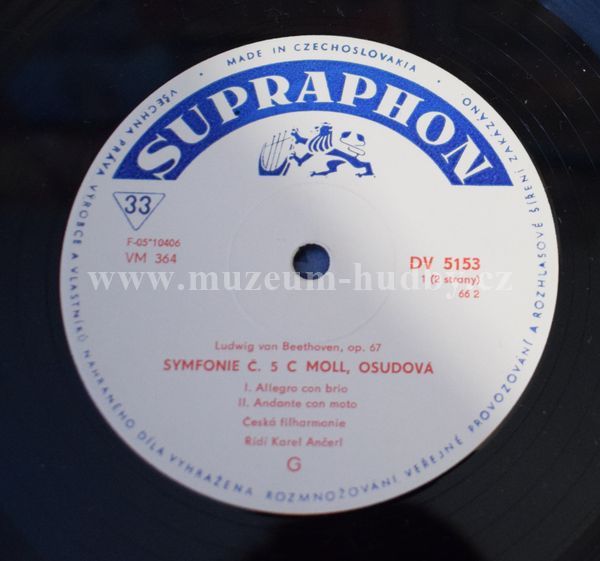 • MADE IN CZECHOSLOVAKIA •
SUPRAPHON
33
F-05*10406
VM 364
DV 5153
1 (2 strany)
66 2
www.muzeum-hudby.cz
Ludwig van Beethoven, op. 67
SYMFONIE Č. 5 C MOLL, OSUDOVÁ
I. Allegro con brio
II. Andante con moto
Česká filharmonie
Řídí Karel Ančerl
G
VŠECHNA PRÁVA VÝROBCE A VLASTNÍKŮ NAHRANÉHO DÍLA VYHRAŽENA. ROZMNOŽOVÁNÍ, VEŘEJNÉ PROVOZOVÁNÍ A ROZHLASOVÉ ŠÍŘENÍ ZAKÁZÁNO.